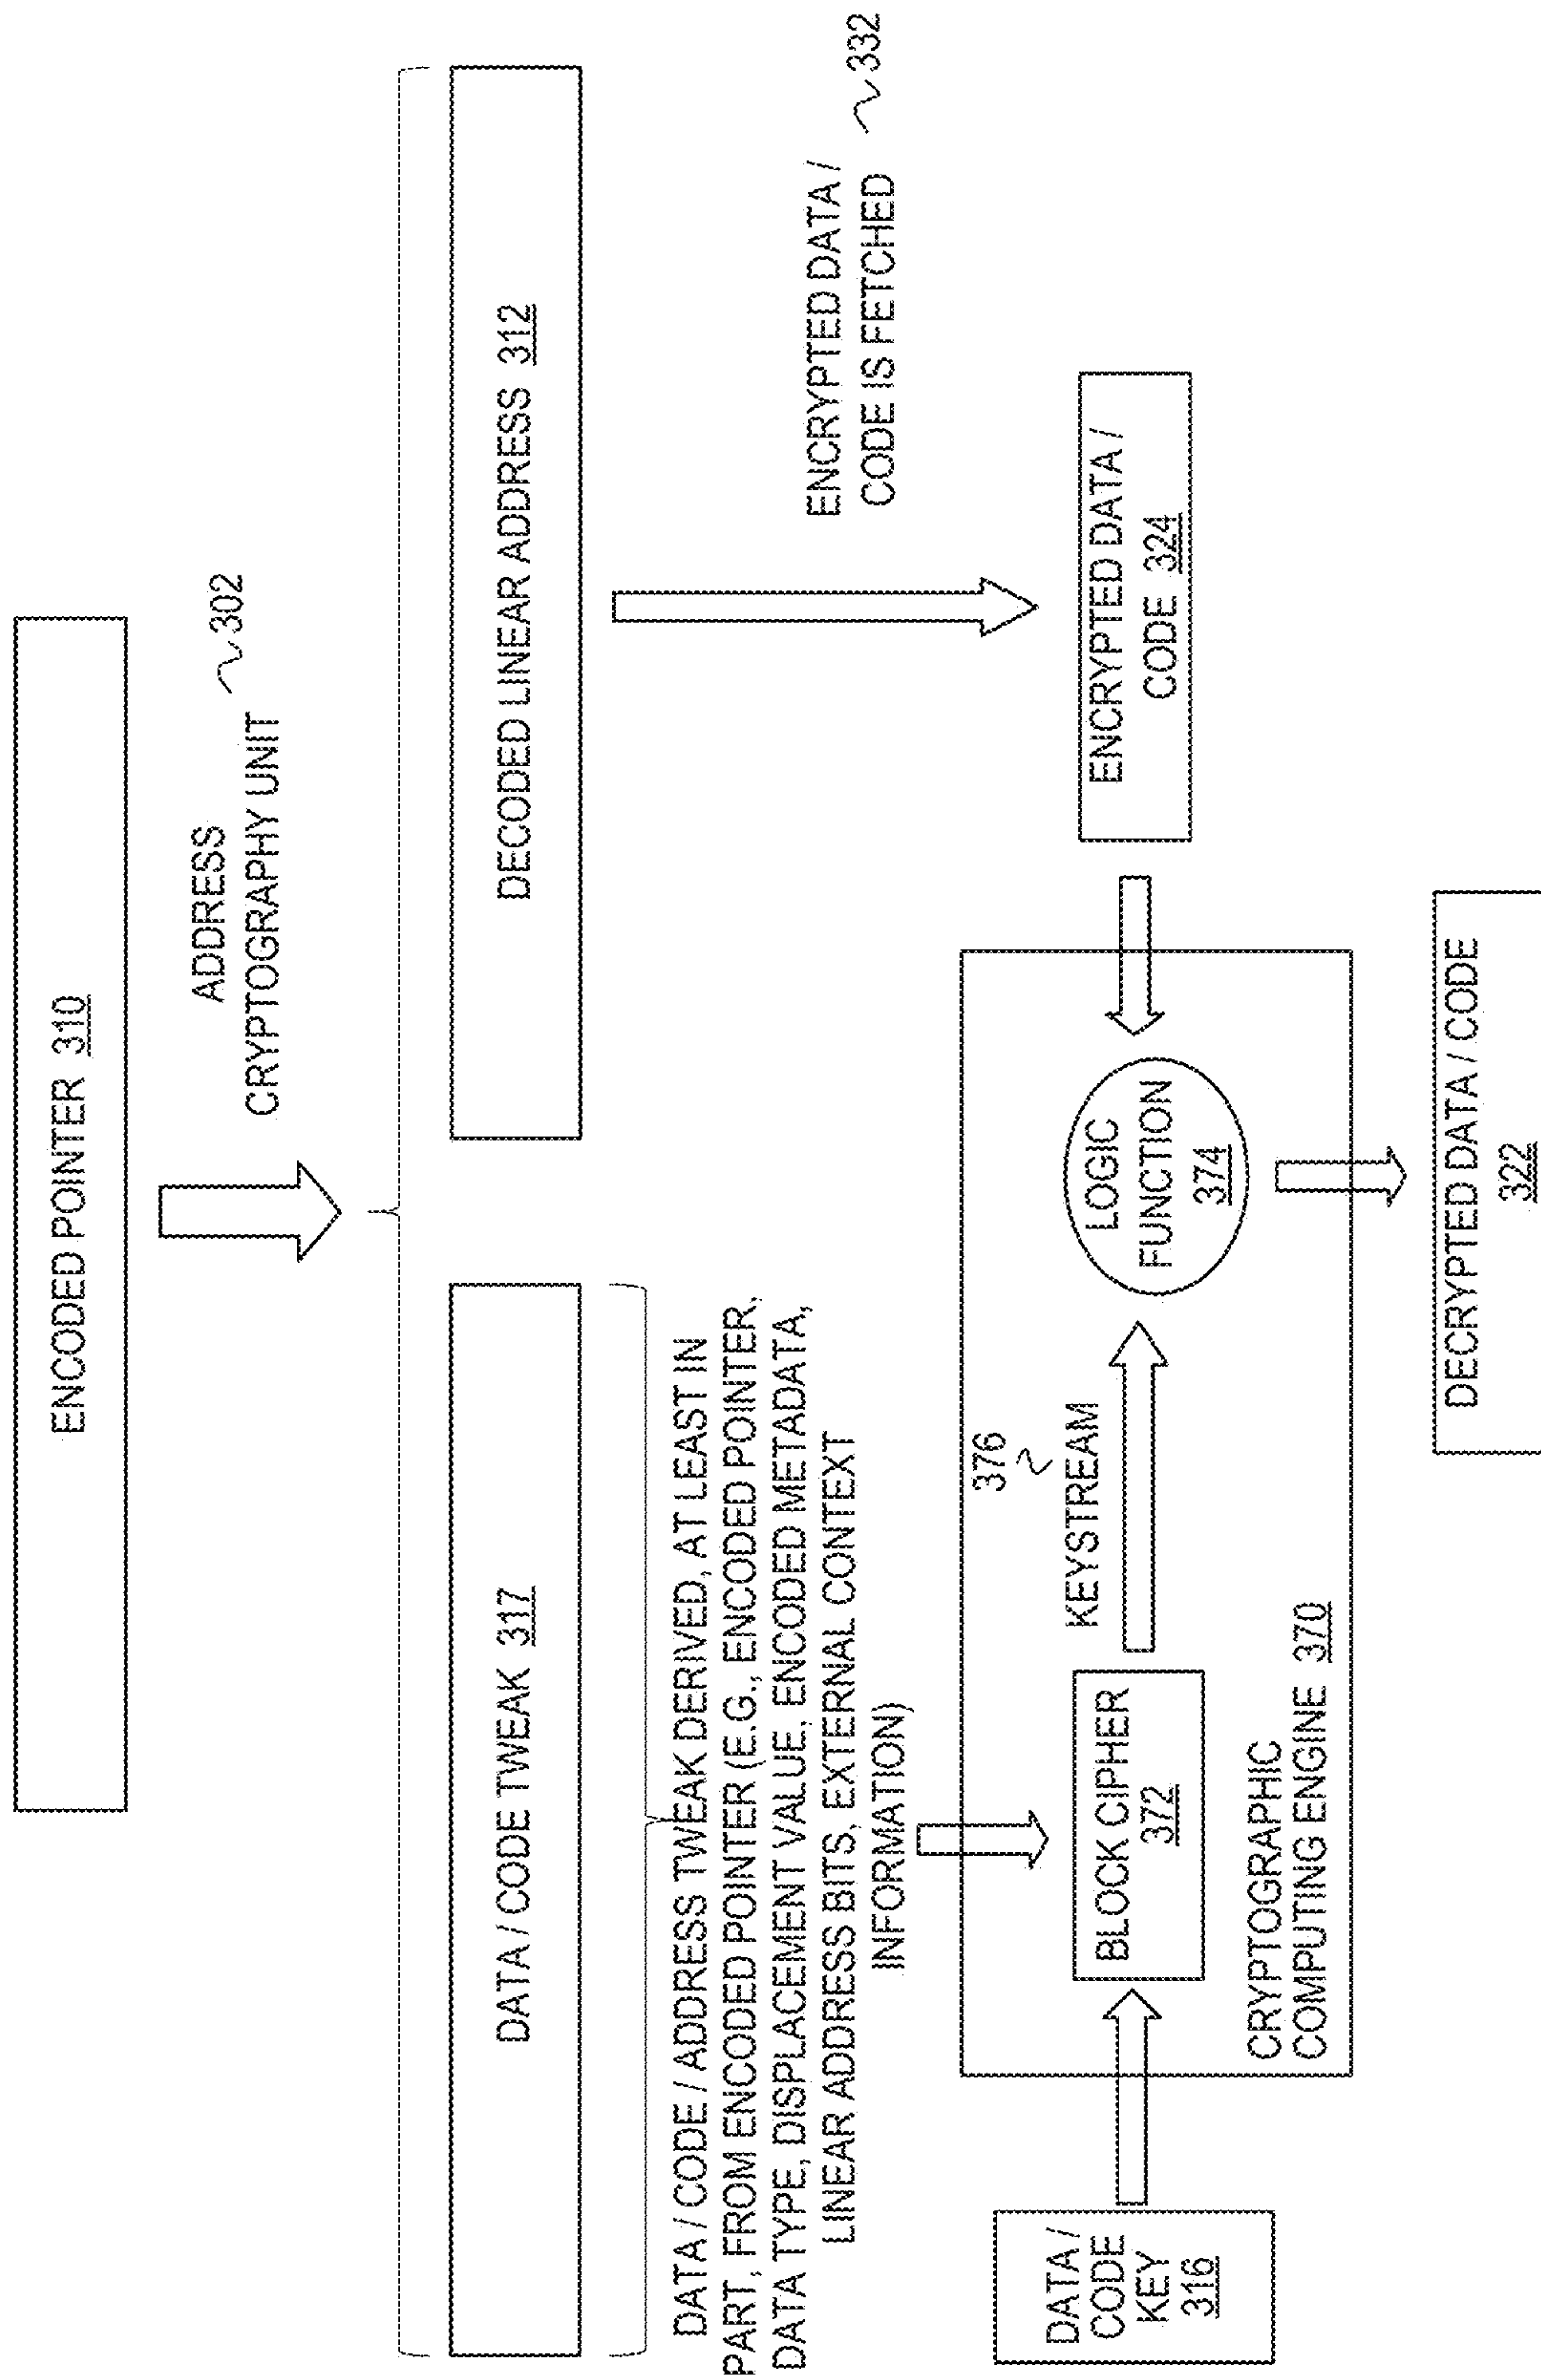 ENCODED POINTER 310
ADDRESS
CRYPTOGRAPHY UNIT
302
DATA / CODE TWEAK 317
DECODED LINEAR ADDRESS 312
DATA / CODE / ADDRESS TWEAK DERIVED, AT LEAST IN
PART, FROM ENCODED POINTER (E.G., ENCODED POINTER,
DATA TYPE, DISPLACEMENT VALUE, ENCODED METADATA,
LINEAR ADDRESS BITS, EXTERNAL CONTEXT
INFORMATION)
ENCRYPTED DATA /
CODE IS FETCHED
332
DATA /
CODE
KEY
316
BLOCK CIPHER
372
376
KEYSTREAM
LOGIC
FUNCTION
374
ENCRYPTED DATA /
CODE 324
CRYPTOGRAPHIC
COMPUTING ENGINE 370
DECRYPTED DATA / CODE
322